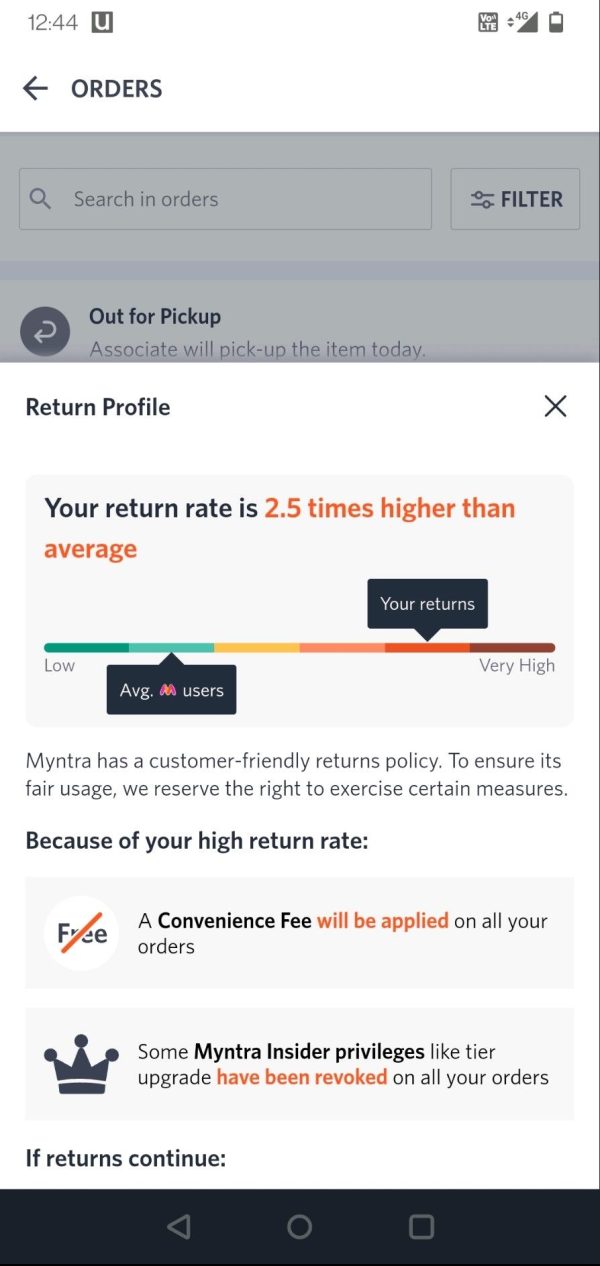 12:44 U VoI) LTE 4G
ORDERS
Search in orders FILTER
Out for Pickup
Associate will pick-up the item today.
Return Profile
Your return rate is 2.5 times higher than
average
Your returns
Low Very High
Avg. users
Myntra has a customer-friendly returns policy. To ensure its
fair usage, we reserve the right to exercise certain measures.
Because of your high return rate:
Free
A Convenience Fee will be applied on all your
orders
Some Myntra Insider privileges like tier
upgrade have been revoked on all your orders
If returns continue: